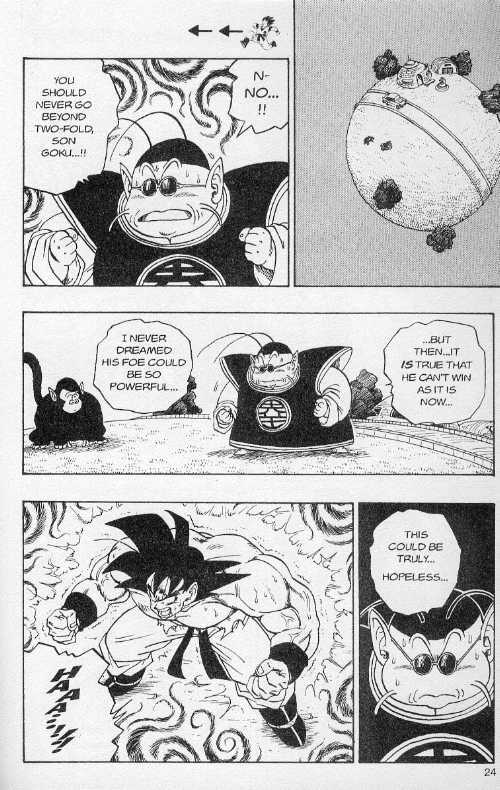 N-
NO...
!!
YOU
SHOULD
NEVER GO
BEYOND
TWO-FOLD,
SON
GOKU...!!
...BUT
THEN...IT
IS TRUE THAT
HE CAN'T WIN
AS IT IS
NOW...
I NEVER
DREAMED
HIS FOE COULD
BE SO
POWERFUL...
THIS
COULD BE
TRULY...
HOPELESS...
HAAA!!!
24